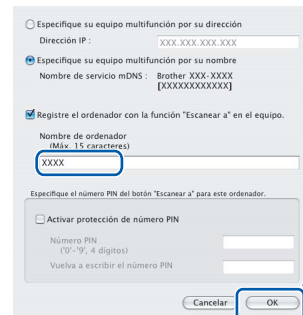 Especifique su equipo multifunción por su dirección
Dirección IP :
XXX.XXX.XXX.XXX
Especifique su equipo multifunción por su nombre
Nombre de servicio mDNS : Brother XXX-XXXX
[XXXXXXXXXXXX]
Registre el ordenador con la función "Escanear a" en el equipo.
Nombre de ordenador
(Máx. 15 caracteres)
XXXX
Especifique el número PIN del botón "Escanear a" para este ordenador.
Activar protección de número PIN
Número PIN
('0'-'9', 4 dígitos)
Vuelva a escribir el número PIN
Cancelar OK